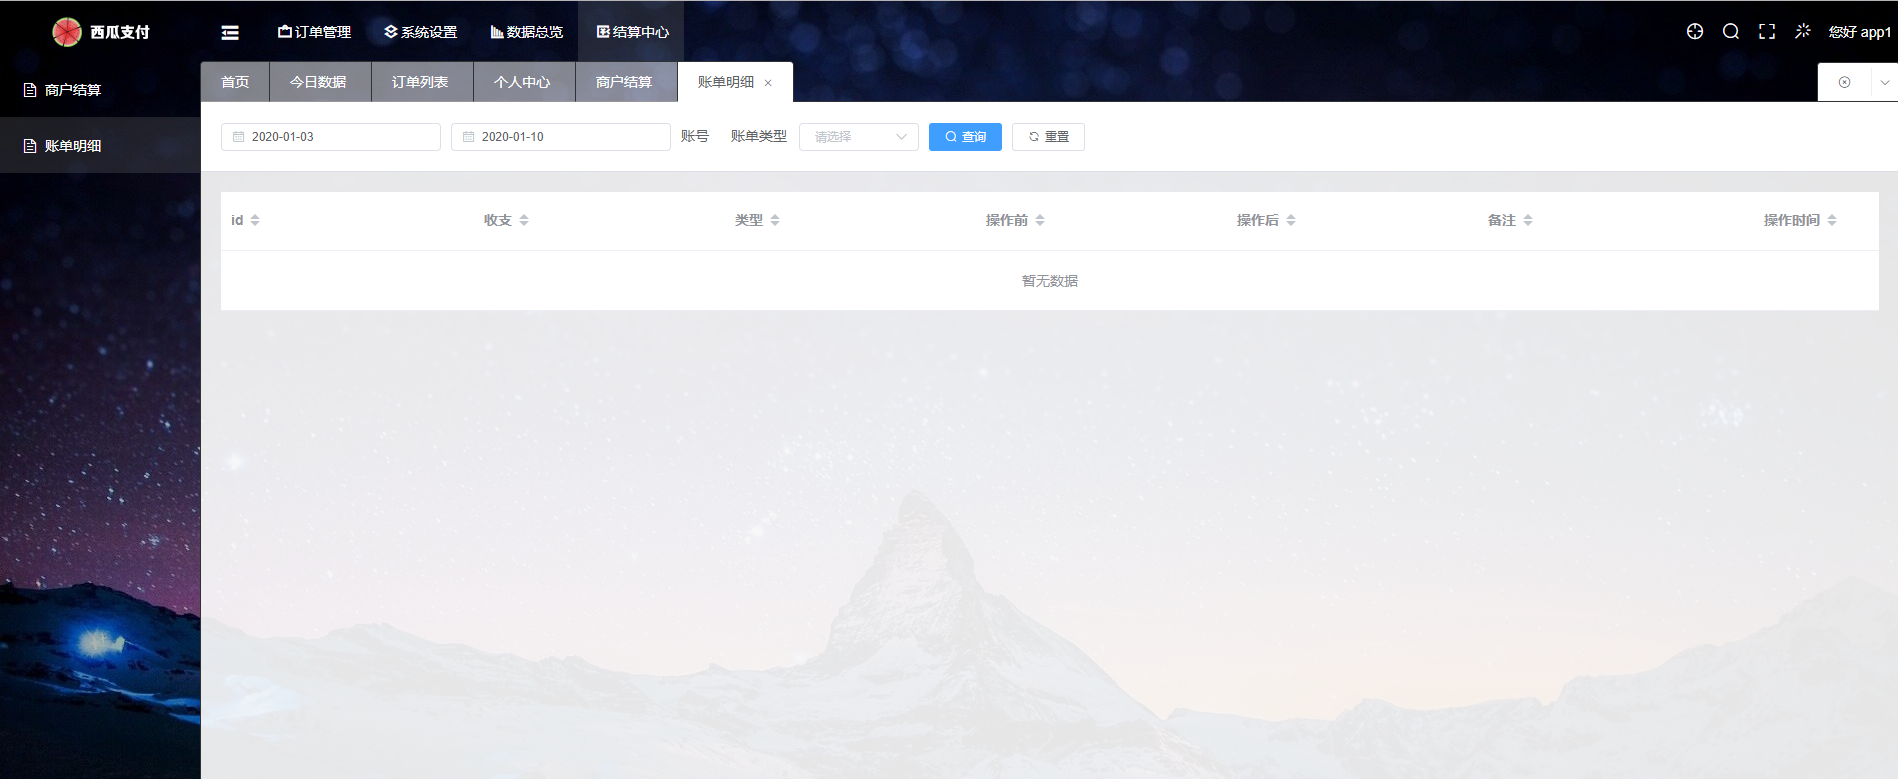 西瓜支付
订单管理 系统设置 数据总览 结算中心
您好 app1
商户结算
账单明细
首页 今日数据 订单列表 个人中心 商户结算 账单明细
2020-01-03 2020-01-10 账号 账单类型 请选择 查询 重置
id 收支 类型 操作前 操作后 备注 操作时间
暂无数据